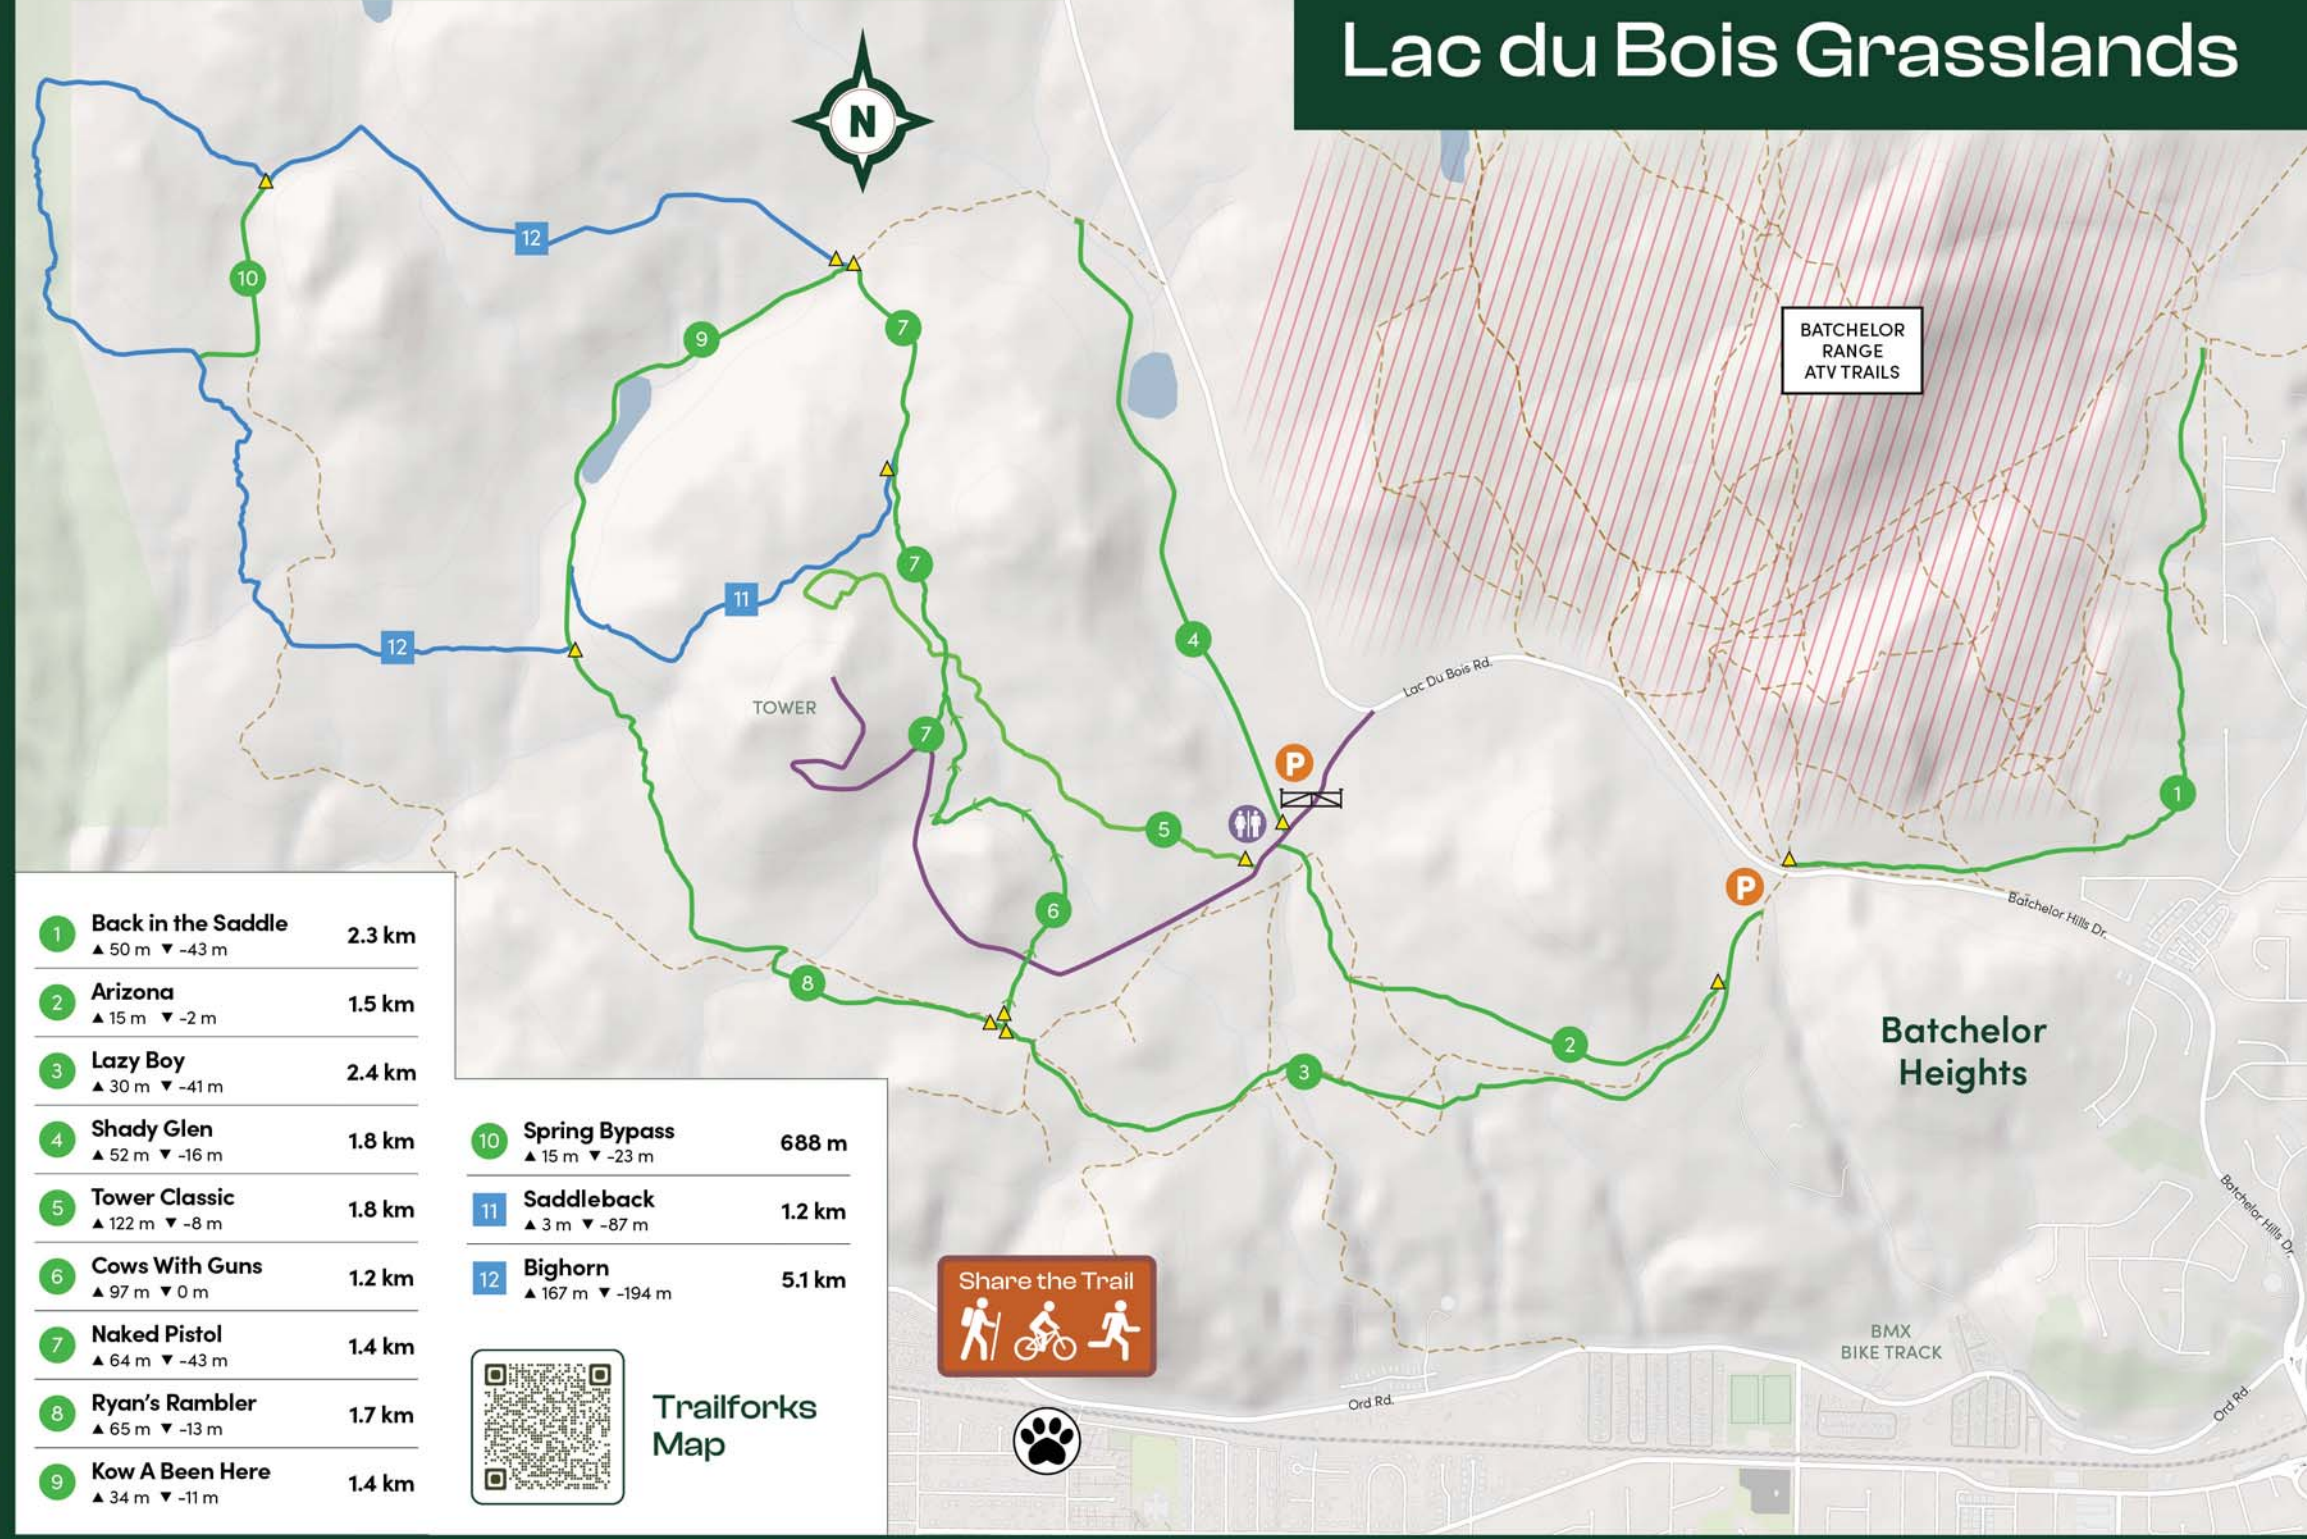 Lac du Bois Grasslands
N
12
10
9
7
BATCHELOR
RANGE
ATV TRAILS
7
11
12
4
Lac Du Bois Rd.
TOWER
7
P
5
1
6
P
Batchelor Hills Dr.
8
2
3
Batchelor
Heights
Batchelor Hills Dr.
1 Back in the Saddle 2.3 km
▲ 50 m ▼ -43 m
2 Arizona 1.5 km
▲ 15 m ▼ -2 m
3 Lazy Boy 2.4 km
▲ 30 m ▼ -41 m
4 Shady Glen 1.8 km
▲ 52 m ▼ -16 m
5 Tower Classic 1.8 km
▲ 122 m ▼ -8 m
6 Cows With Guns 1.2 km
▲ 97 m ▼ 0 m
7 Naked Pistol 1.4 km
▲ 64 m ▼ -43 m
8 Ryan's Rambler 1.7 km
▲ 65 m ▼ -13 m
9 Kow A Been Here 1.4 km
▲ 34 m ▼ -11 m
10 Spring Bypass 688 m
▲ 15 m ▼ -23 m
11 Saddleback 1.2 km
▲ 3 m ▼ -87 m
12 Bighorn 5.1 km
▲ 167 m ▼ -194 m
Trailforks
Map
Share the Trail
BMX
BIKE TRACK
Ord Rd.
Ord Rd.